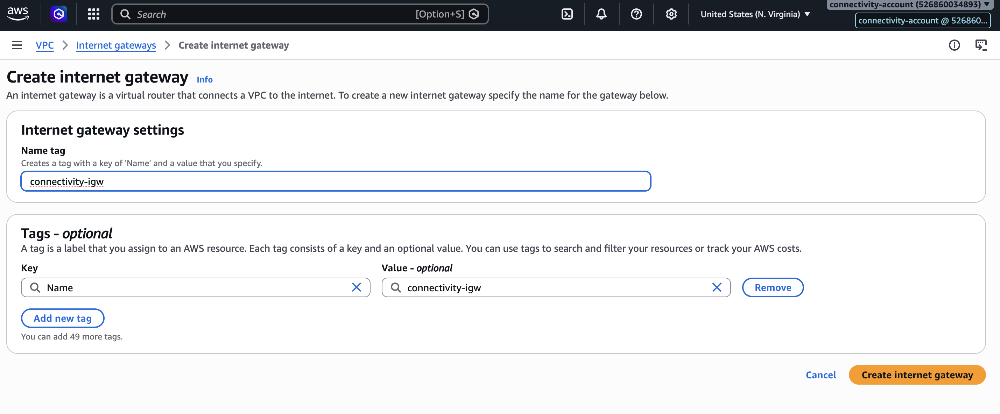 aws
Search
[Option+S]
United States (N. Virginia)
connectivity-account (526860034893)
connectivity-account @ 526860...
VPC
Internet gateways
Create internet gateway
Create internet gateway
Info
An internet gateway is a virtual router that connects a VPC to the internet. To create a new internet gateway specify the name for the gateway below.
Internet gateway settings
Name tag
Creates a tag with a key of 'Name' and a value that you specify.
connectivity-igw
Tags - optional
A tag is a label that you assign to an AWS resource. Each tag consists of a key and an optional value. You can use tags to search and filter your resources or track your AWS costs.
Key
Value - optional
Name
connectivity-igw
Remove
Add new tag
You can add 49 more tags.
Cancel
Create internet gateway